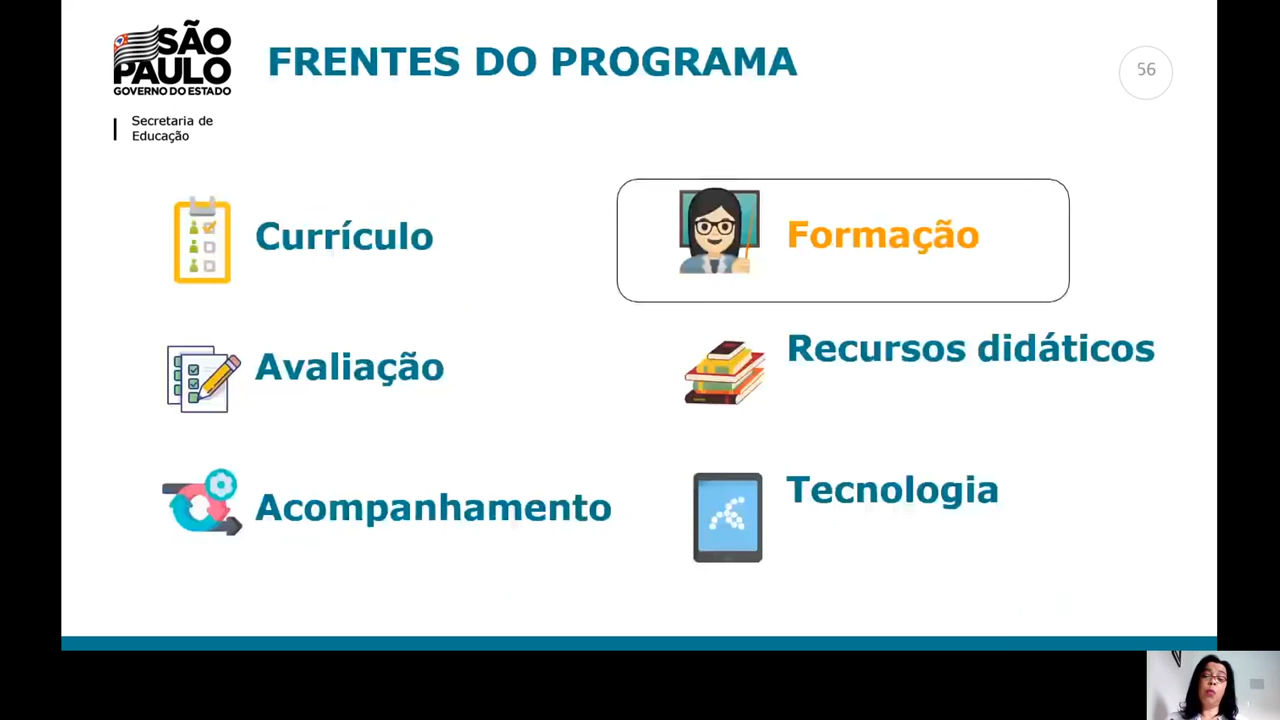 SÃO
PAULO
GOVERNO DO ESTADO
Secretaria de
Educação
FRENTES DO PROGRAMA
56
Currículo
Formação
Avaliação
Recursos didáticos
Acompanhamento
Tecnologia